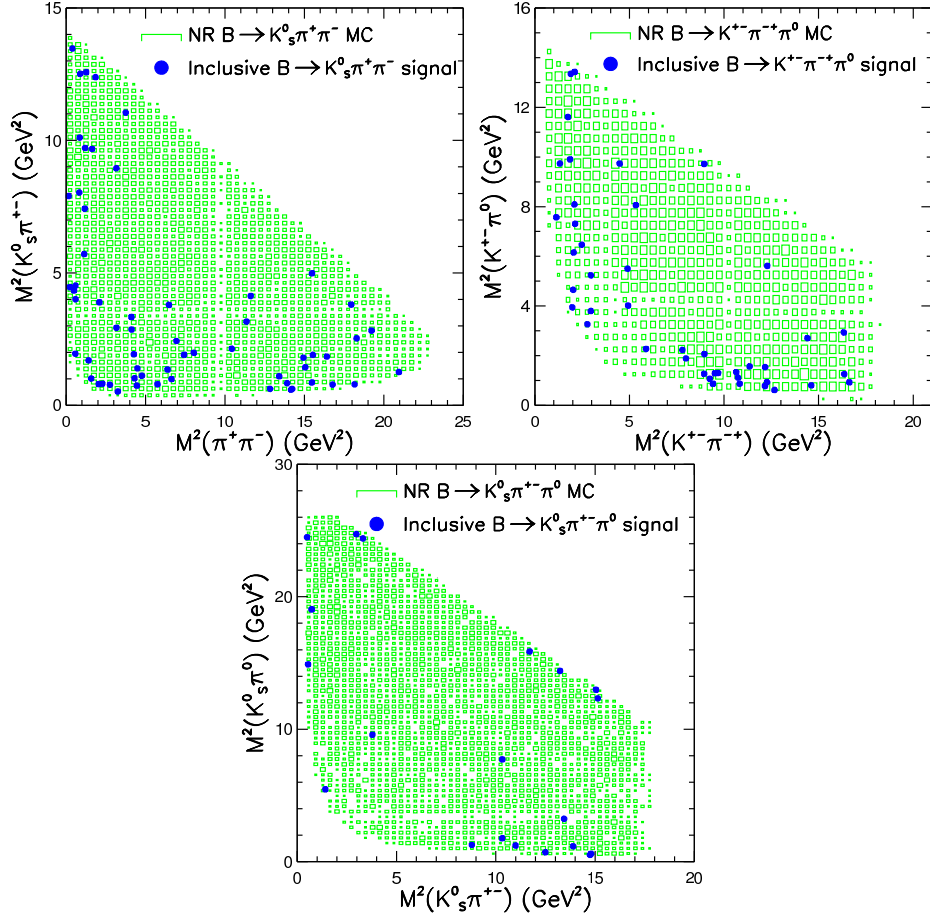 NR B → K⁰ₛπ⁺π⁻ MC
Inclusive B → K⁰ₛπ⁺π⁻ signal
15
10
5
0
M²(K⁰ₛπ⁺⁻) (GeV²)
0 5 10 15 20 25
M²(π⁺π⁻) (GeV²)
NR B → K⁺⁻π⁻⁺π⁰ MC
Inclusive B → K⁺⁻π⁻⁺π⁰ signal
16
12
8
4
0
M²(K⁺⁻π⁰) (GeV²)
0 5 10 15 20
M²(K⁺⁻π⁻⁺) (GeV²)
NR B → K⁰ₛπ⁺⁻π⁰ MC
Inclusive B → K⁰ₛπ⁺⁻π⁰ signal
30
20
10
0
M²(K⁰ₛπ⁰) (GeV²)
0 5 10 15 20
M²(K⁰ₛπ⁺⁻) (GeV²)